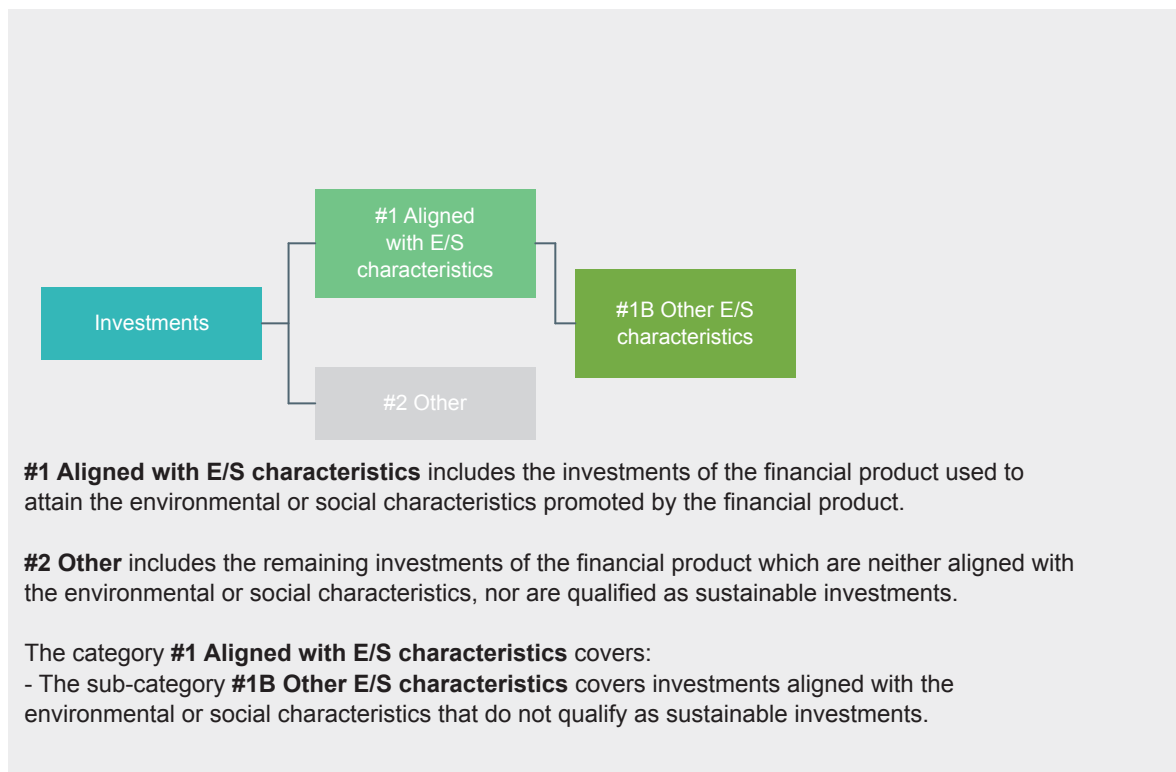 #1 Aligned
with E/S
characteristics
Investments
#1B Other E/S
characteristics
#2 Other
#1 Aligned with E/S characteristics includes the investments of the financial product used to
attain the environmental or social characteristics promoted by the financial product.
#2 Other includes the remaining investments of the financial product which are neither aligned with
the environmental or social characteristics, nor are qualified as sustainable investments.
The category #1 Aligned with E/S characteristics covers:
- The sub-category #1B Other E/S characteristics covers investments aligned with the
environmental or social characteristics that do not qualify as sustainable investments.